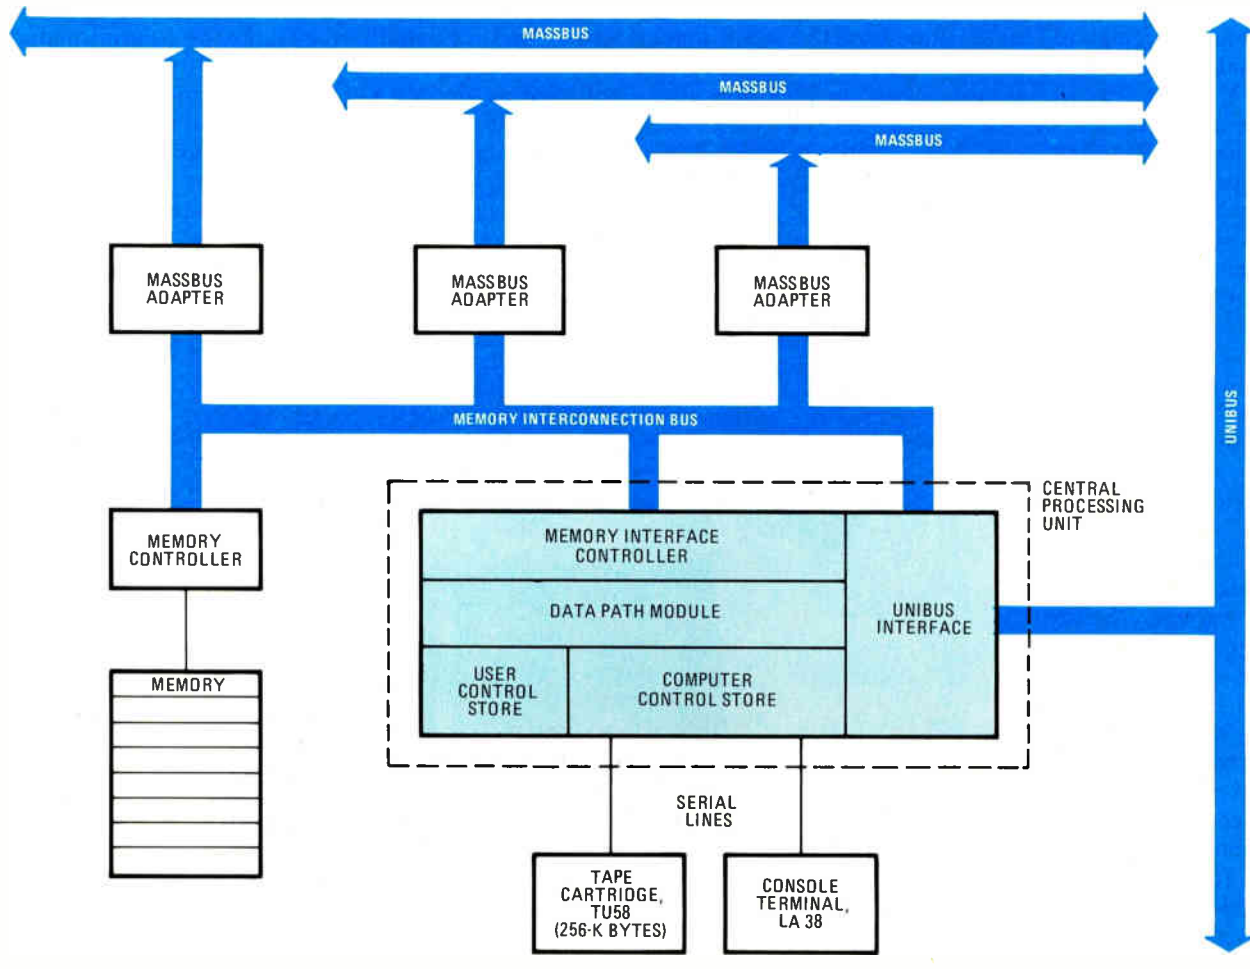 MASSBUS
MASSBUS
MASSBUS
MASSBUS
ADAPTER
MASSBUS
ADAPTER
MASSBUS
ADAPTER
MEMORY INTERCONNECTION BUS
UNIBUS
CENTRAL
PROCESSING
UNIT
MEMORY
CONTROLLER
MEMORY INTERFACE
CONTROLLER
DATA PATH MODULE
UNIBUS
INTERFACE
USER
CONTROL
STORE
COMPUTER
CONTROL STORE
MEMORY
SERIAL
LINES
TAPE
CARTRIDGE,
TU58
(256-K BYTES)
CONSOLE
TERMINAL,
LA 38